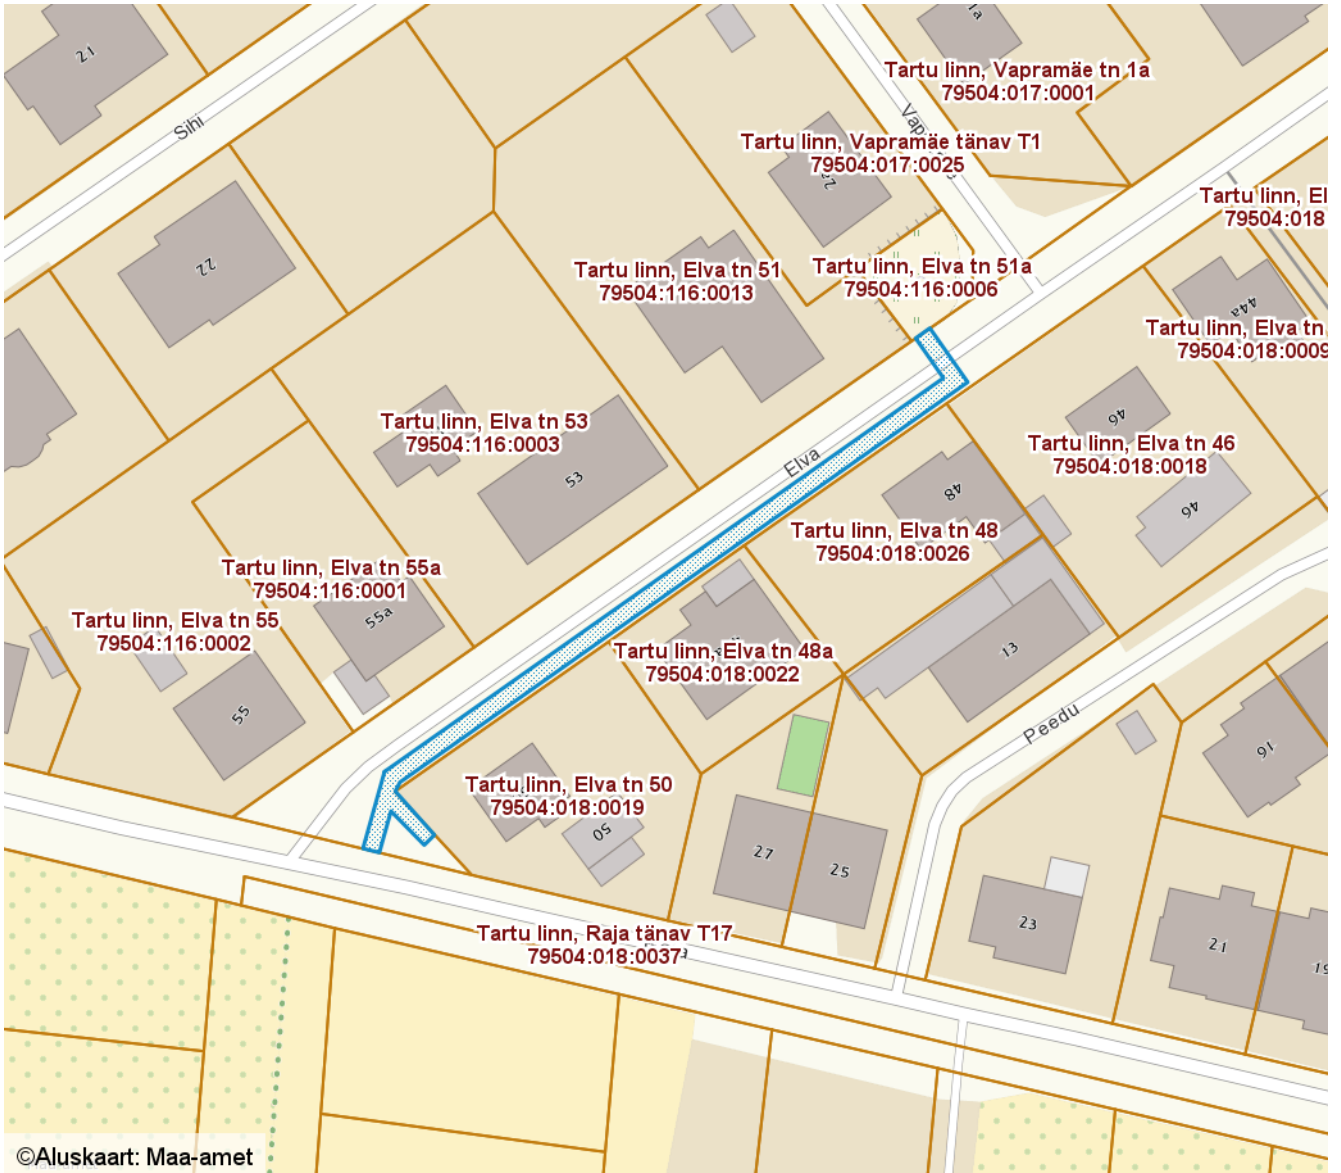 21
1a
Tartu linn, Vapramäe tn 1a
79504:017:0001
Sihi
Tartu linn, Vapramäe tänav T1
79504:017:0025
Tartu linn, El
79504:018
22
Tartu linn, Elva tn 51
79504:116:0013
Tartu linn, Elva tn 51a
79504:116:0006
44a
Tartu linn, Elva tn
79504:018:0009
Tartu linn, Elva tn 53
79504:116:0003
53
Elva
46
Tartu linn, Elva tn 46
79504:018:0018
48
46
Tartu linn, Elva tn 48
79504:018:0026
Tartu linn, Elva tn 55a
79504:116:0001
55a
Tartu linn, Elva tn 55
79504:116:0002
55
Tartu linn, Elva tn 48a
79504:018:0022
13
Peedu
16
Tartu linn, Elva tn 50
79504:018:0019
50
27
25
23
21
19
Tartu linn, Raja tänav T17
79504:018:0037
©Aluskaart: Maa-amet